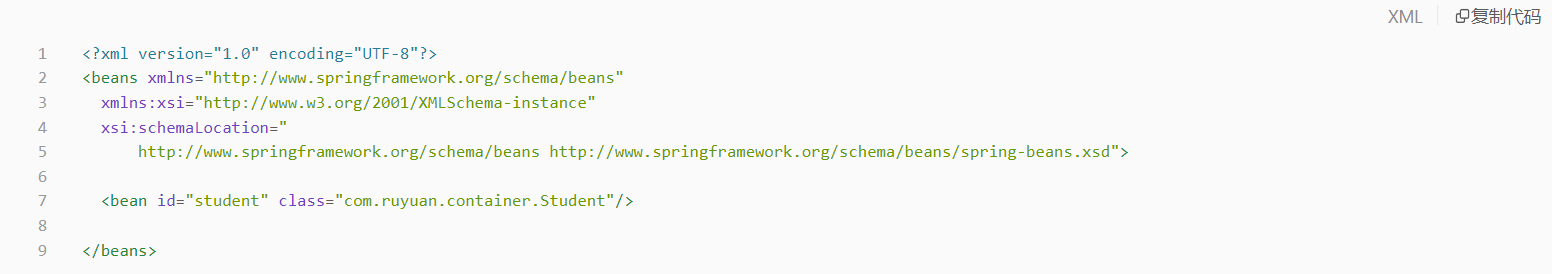 XML 复制代码
1 <?xml version="1.0" encoding="UTF-8"?>
2 <beans xmlns="http://www.springframework.org/schema/beans"
3   xmlns:xsi="http://www.w3.org/2001/XMLSchema-instance"
4   xsi:schemaLocation="
5       http://www.springframework.org/schema/beans http://www.springframework.org/schema/beans/spring-beans.xsd">
6
7   <bean id="student" class="com.ruyuan.container.Student"/>
8
9 </beans>